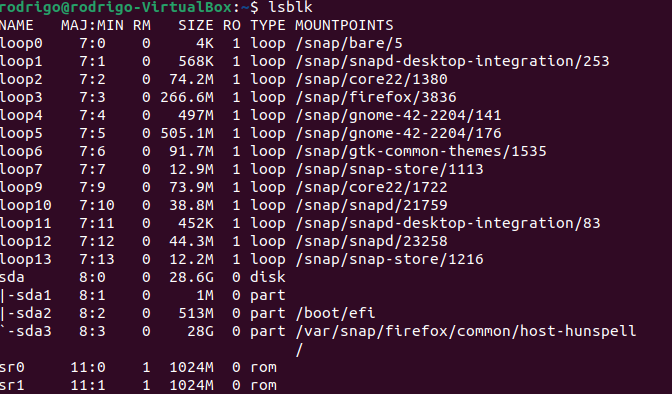 rodrigo@rodrigo-VirtualBox:~$ lsblk
NAME   MAJ:MIN RM   SIZE RO TYPE MOUNTPOINTS
loop0    7:0    0     4K  1 loop /snap/bare/5
loop1    7:1    0   568K  1 loop /snap/snapd-desktop-integration/253
loop2    7:2    0  74.2M  1 loop /snap/core22/1380
loop3    7:3    0 266.6M  1 loop /snap/firefox/3836
loop4    7:4    0   497M  1 loop /snap/gnome-42-2204/141
loop5    7:5    0 505.1M  1 loop /snap/gnome-42-2204/176
loop6    7:6    0  91.7M  1 loop /snap/gtk-common-themes/1535
loop7    7:7    0  12.9M  1 loop /snap/snap-store/1113
loop9    7:9    0  73.9M  1 loop /snap/core22/1722
loop10   7:10   0  38.8M  1 loop /snap/snapd/21759
loop11   7:11   0   452K  1 loop /snap/snapd-desktop-integration/83
loop12   7:12   0  44.3M  1 loop /snap/snapd/23258
loop13   7:13   0  12.2M  1 loop /snap/snap-store/1216
sda      8:0    0  28.6G  0 disk
|-sda1   8:1    0     1M  0 part
|-sda2   8:2    0   513M  0 part /boot/efi
`-sda3   8:3    0    28G  0 part /var/snap/firefox/common/host-hunspell
                                 /
sr0     11:0    1  1024M  0 rom
sr1     11:1    1  1024M  0 rom